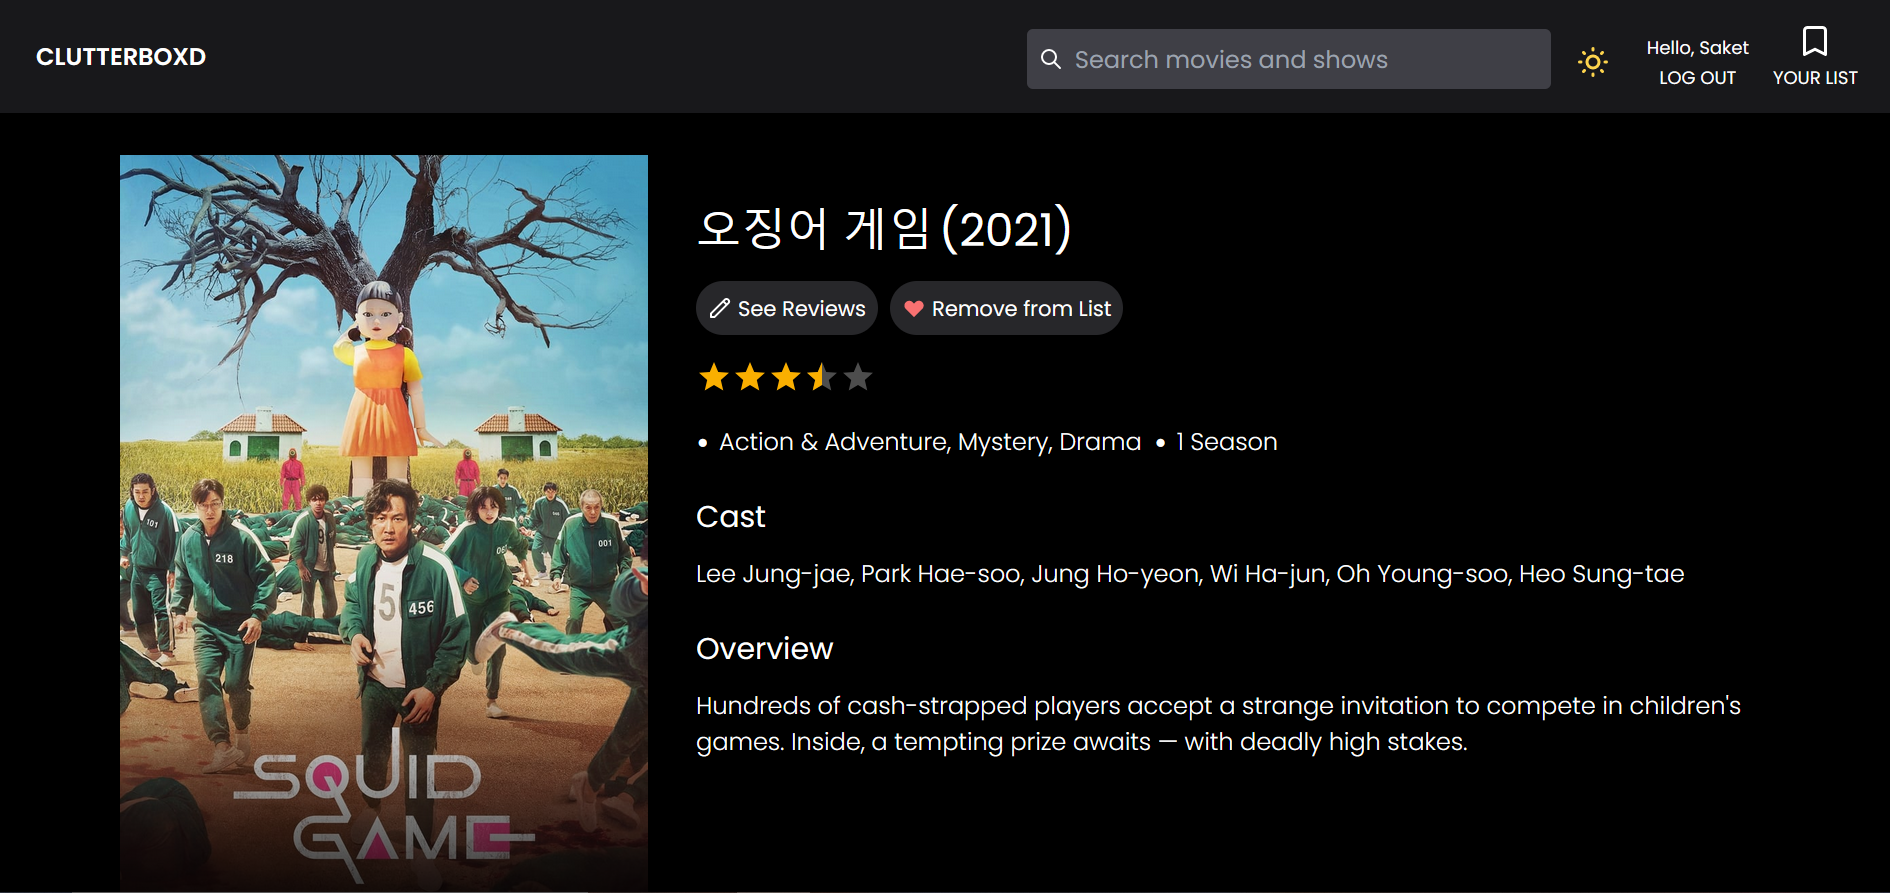 CLUTTERBOXD
Search movies and shows
Hello, Saket
LOG OUT
YOUR LIST
오징어 게임 (2021)
See Reviews
Remove from List
• Action & Adventure, Mystery, Drama • 1 Season
Cast
Lee Jung-jae, Park Hae-soo, Jung Ho-yeon, Wi Ha-jun, Oh Young-soo, Heo Sung-tae
Overview
Hundreds of cash-strapped players accept a strange invitation to compete in children's
games. Inside, a tempting prize awaits — with deadly high stakes.
101
218
456
001
SQUID
GAME